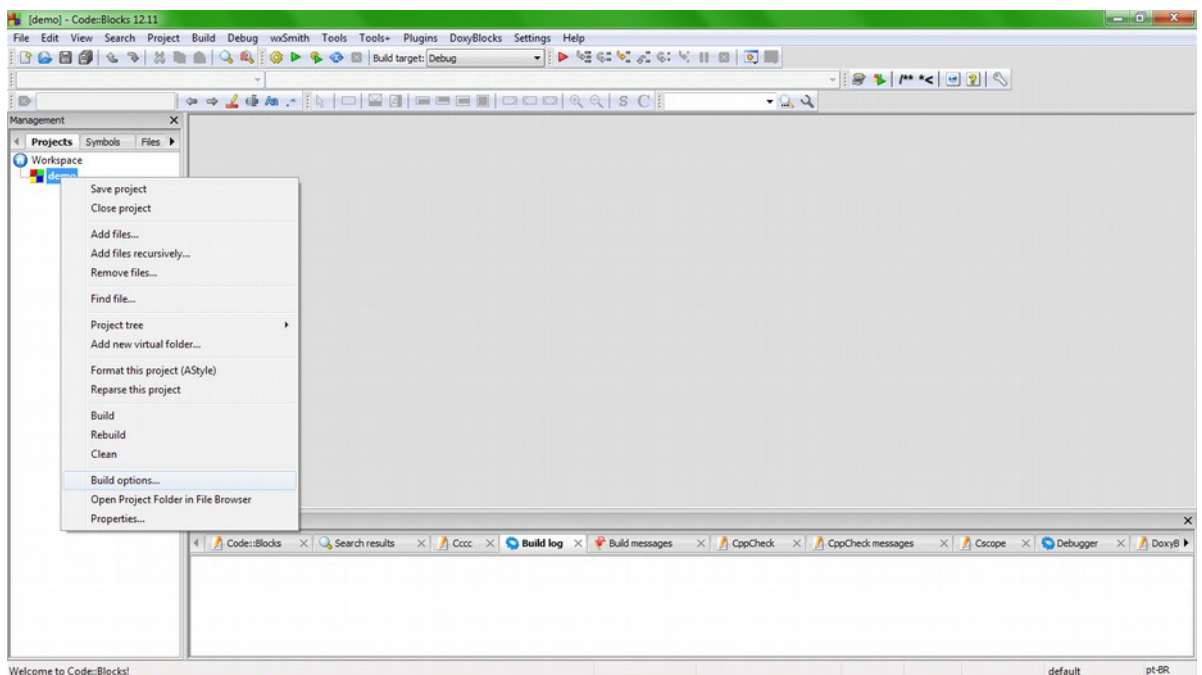 [demo] - Code::Blocks 12.11
File Edit View Search Project Build Debug wxSmith Tools Tools+ Plugins DoxyBlocks Settings Help
Build target: Debug
/** *<
S C
Management
Projects Symbols Files
Workspace
demo
Save project
Close project
Add files...
Add files recursively...
Remove files...
Find file...
Project tree
Add new virtual folder...
Format this project (AStyle)
Reparse this project
Build
Rebuild
Clean
Build options...
Open Project Folder in File Browser
Properties...
Code::Blocks Search results Cccc Build log Build messages CppCheck CppCheck messages Cscope Debugger DoxyB
Welcome to Code::Blocks! default pt-BR